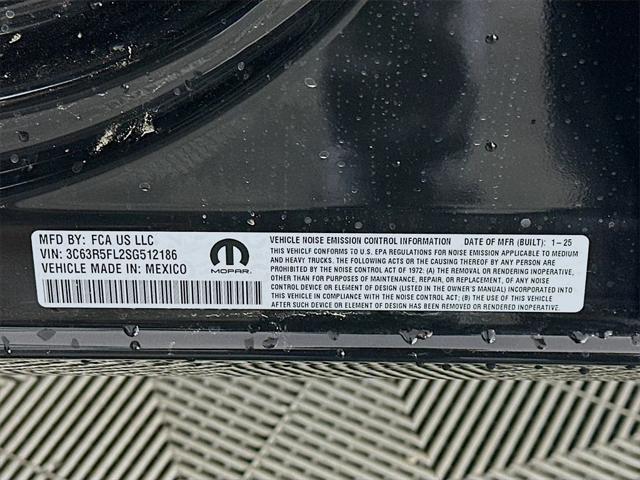 MFD BY: FCA US LLC
VIN: 3C63R5FL2SG512186
VEHICLE MADE IN: MEXICO
MOPAR
VEHICLE NOISE EMISSION CONTROL INFORMATION DATE OF MFR (BUILT): 1-25
THIS VEHICLE CONFORMS TO U.S. EPA REGULATIONS FOR NOISE EMISSION APPLICABLE TO MEDIUM
AND HEAVY TRUCKS. THE FOLLOWING ACTS OR THE CAUSING THEREOF BY ANY PERSON ARE
PROHIBITED BY THE NOISE CONTROL OF 1972: (A) THE REMOVAL OR RENDERING INOPERATIVE,
OTHER THAN FOR PURPOSES OF MAINTENANCE, REPAIR, OR REPLACEMENT, OF ANY NOISE
CONTROL DEVICE OR ELEMENT OF DESIGN (LISTED IN THE OWNER'S MANUAL) INCORPORATED INTO
THIS VEHICLE IN COMPLIANCE WITH THE NOISE CONTROL ACT; (B) THE USE OF THIS VEHICLE
AFTER SUCH DEVICE OR ELEMENT OF DESIGN HAS BEEN REMOVED OR RENDERED INOPERATIVE.